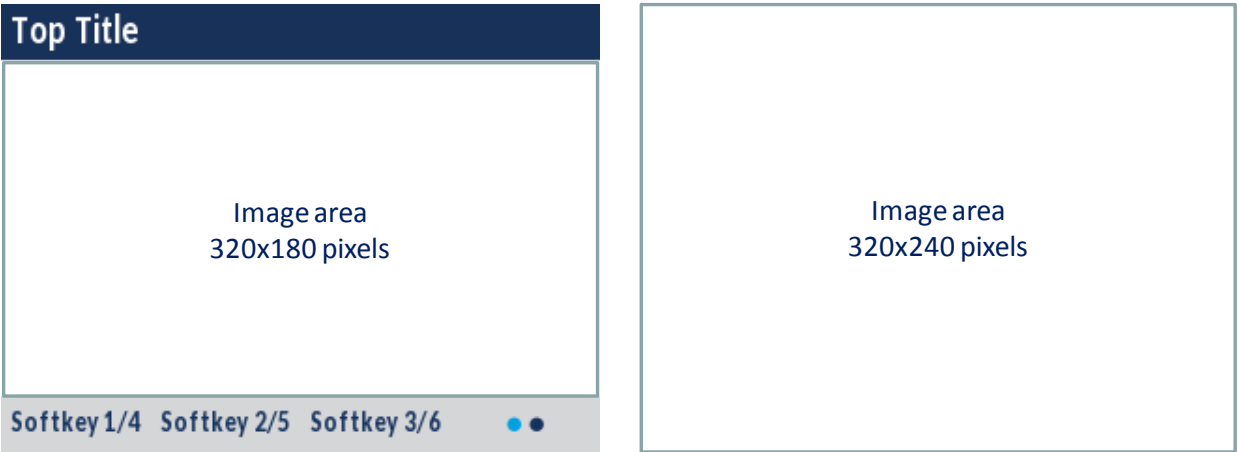 Top Title
Image area
320x180 pixels
Softkey 1/4 Softkey 2/5 Softkey 3/6
Image area
320x240 pixels